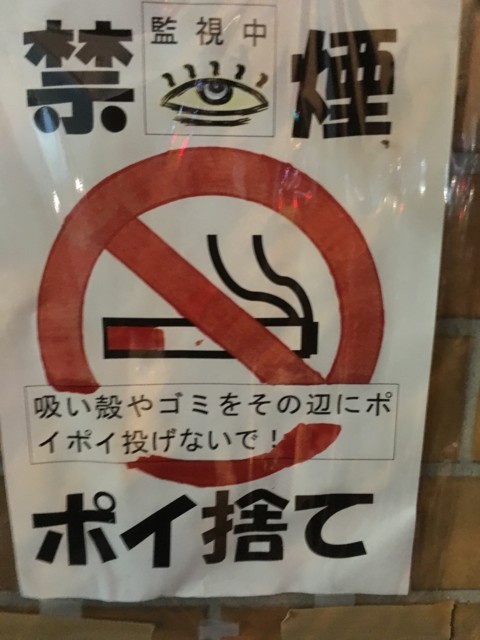 監視中
禁煙
吸い殻やゴミをその辺にポ
イポイ投げないで！
ポイ捨て